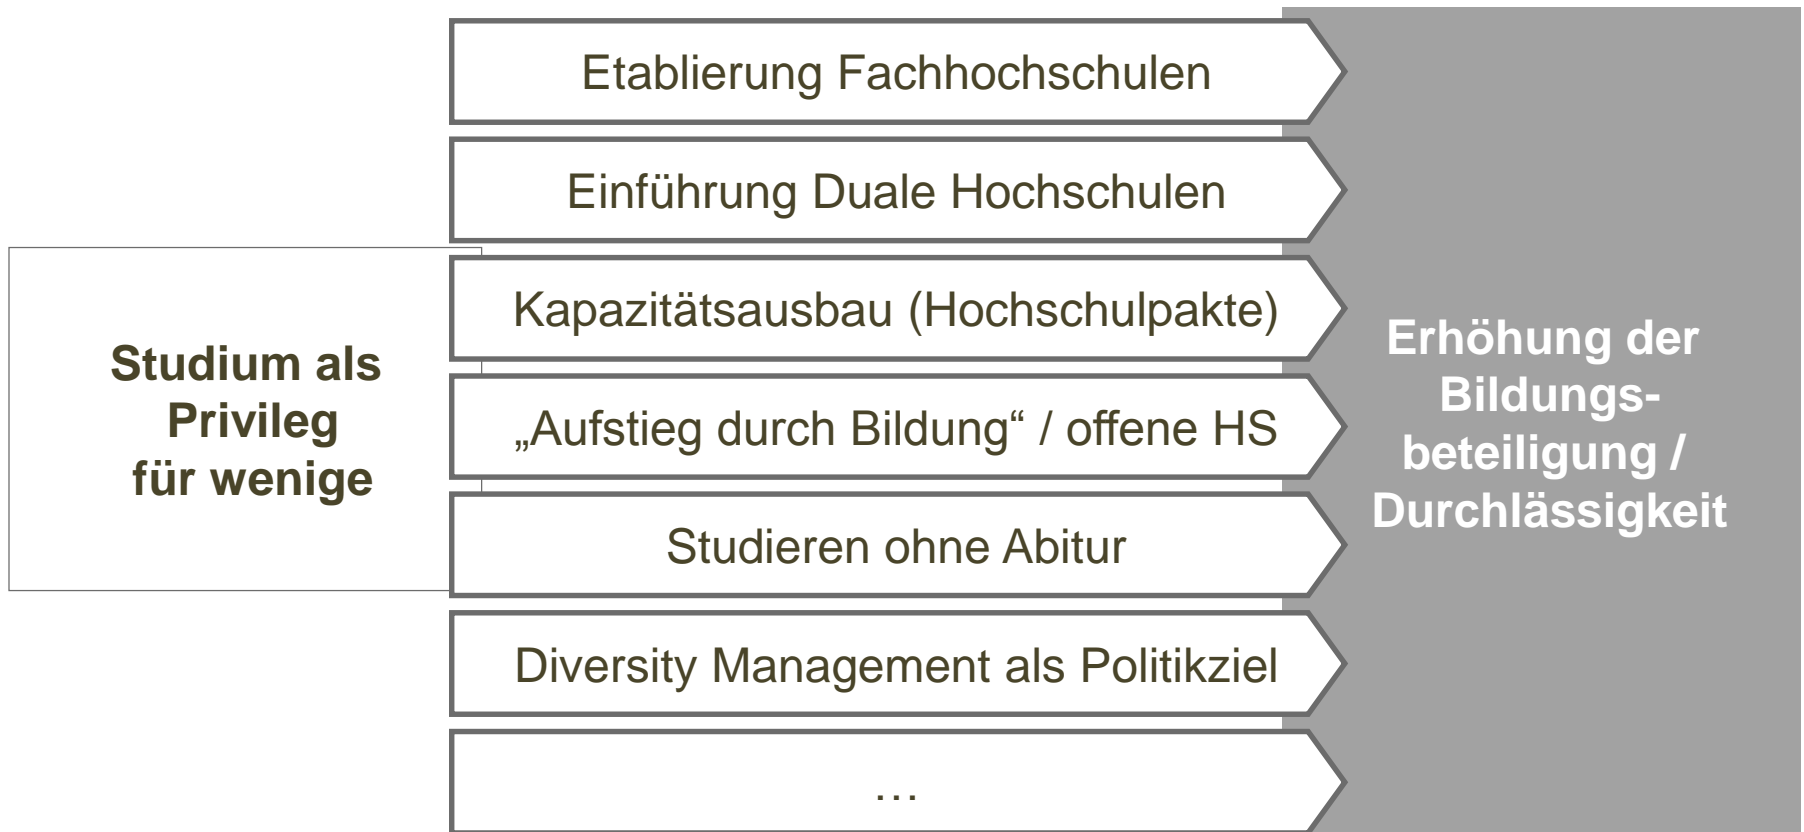 Studium als
Privileg
für wenige
Etablierung Fachhochschulen
Einführung Duale Hochschulen
Kapazitätsausbau (Hochschulpakte)
„Aufstieg durch Bildung“ / offene HS
Studieren ohne Abitur
Diversity Management als Politikziel
…
Erhöhung der
Bildungs-
beteiligung /
Durchlässigkeit